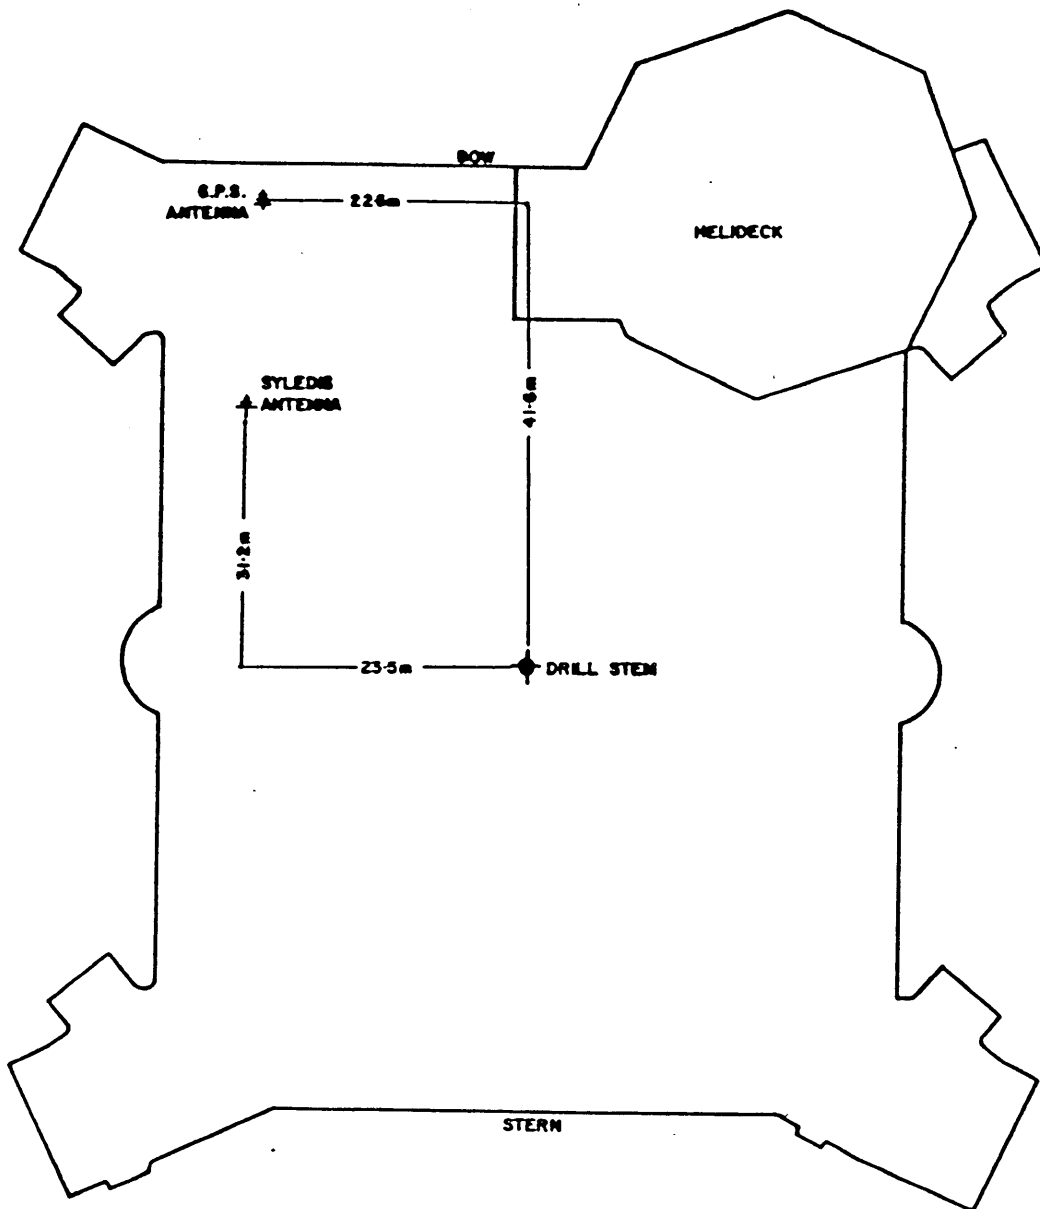 BOW
G.P.S.
ANTENNA
22·6m
HELIDECK
SYLEDIS
ANTENNA
41·6m
31·2m
23·5m
DRILL STEM
STERN